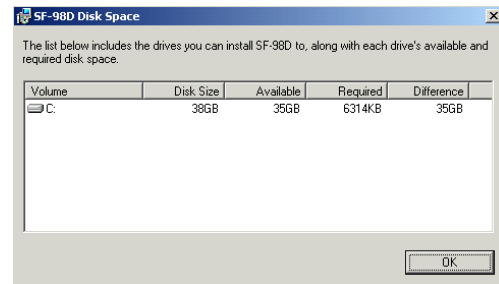 SF-98D Disk Space
The list below includes the drives you can install SF-98D to, along with each drive's available and
required disk space.
Volume Disk Size Available Required Difference
C: 38GB 35GB 6314KB 35GB
OK